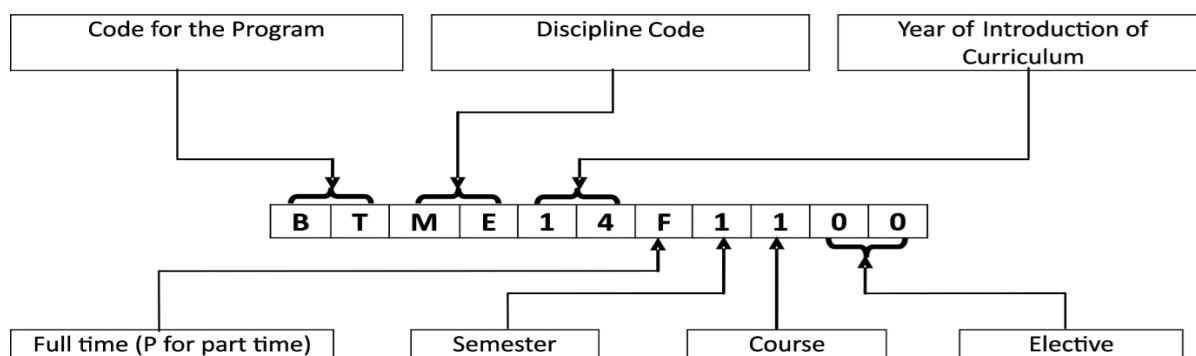 Code for the Program
Discipline Code
Year of Introduction of
Curriculum
B T M E 1 4 F 1 1 0 0
Full time (P for part time)
Semester
Course
Elective